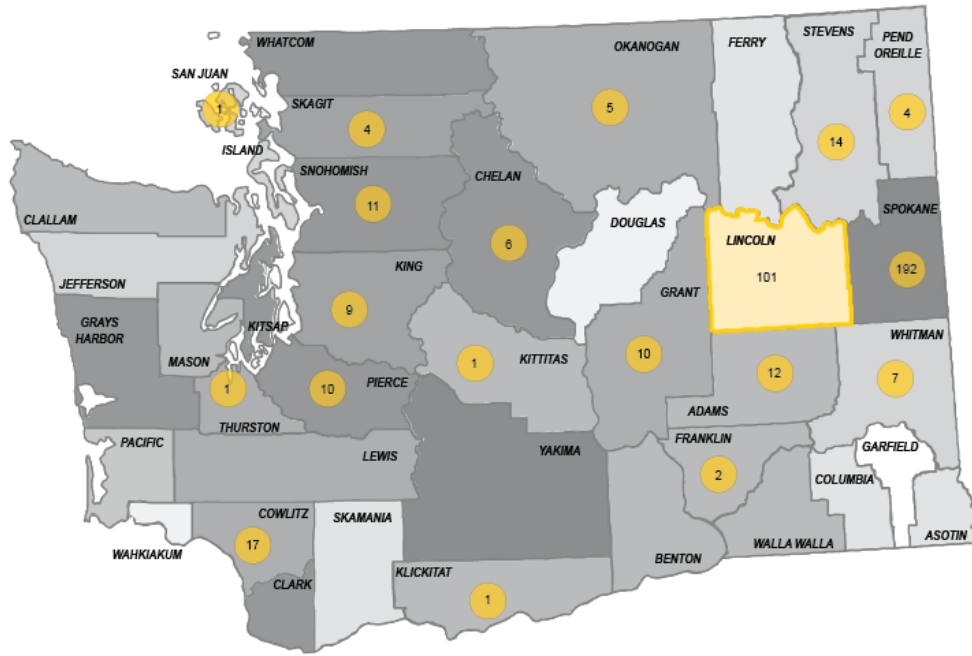 WHATCOM
OKANOGAN
FERRY
STEVENS
PEND
OREILLE
SAN JUAN
1
SKAGIT
4
5
4
ISLAND
14
SNOHOMISH
11
CHELAN
SPOKANE
CLALLAM
DOUGLAS
6
LINCOLN
101
192
KING
JEFFERSON
GRANT
9
GRAYS
HARBOR
KITSAP
WHITMAN
MASON
1
KITTITAS
10
12
7
1
10
PIERCE
ADAMS
THURSTON
PACIFIC
LEWIS
YAKIMA
FRANKLIN
GARFIELD
2
COLUMBIA
COWLITZ
SKAMANIA
17
WAHKIAKUM
BENTON
WALLA WALLA
ASOTIN
CLARK
KLICKITAT
1